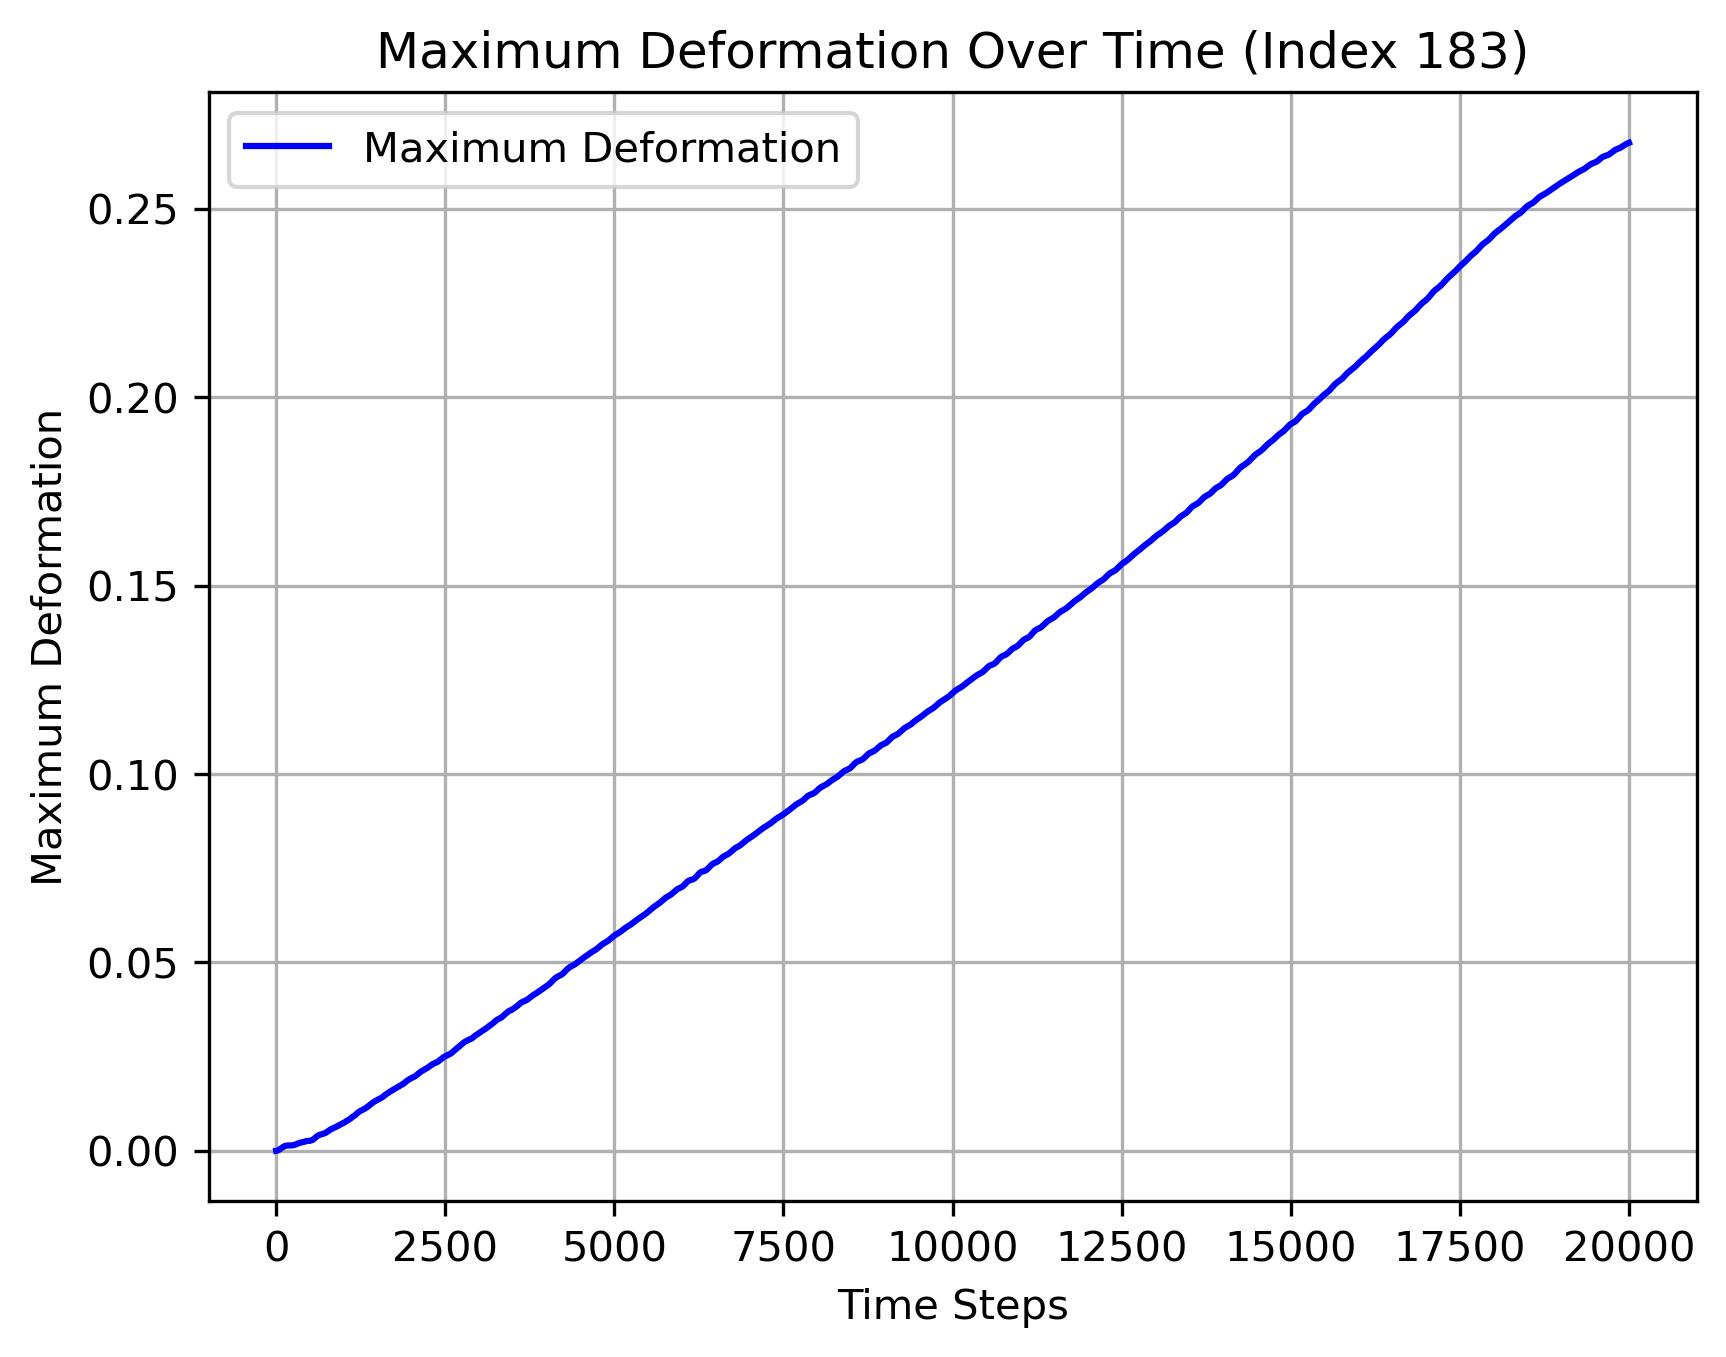 Maximum Deformation Over Time (Index 183)
Maximum Deformation
Maximum Deformation
0.25
0.20
0.15
0.10
0.05
0.00
0 2500 5000 7500 10000 12500 15000 17500 20000
Time Steps